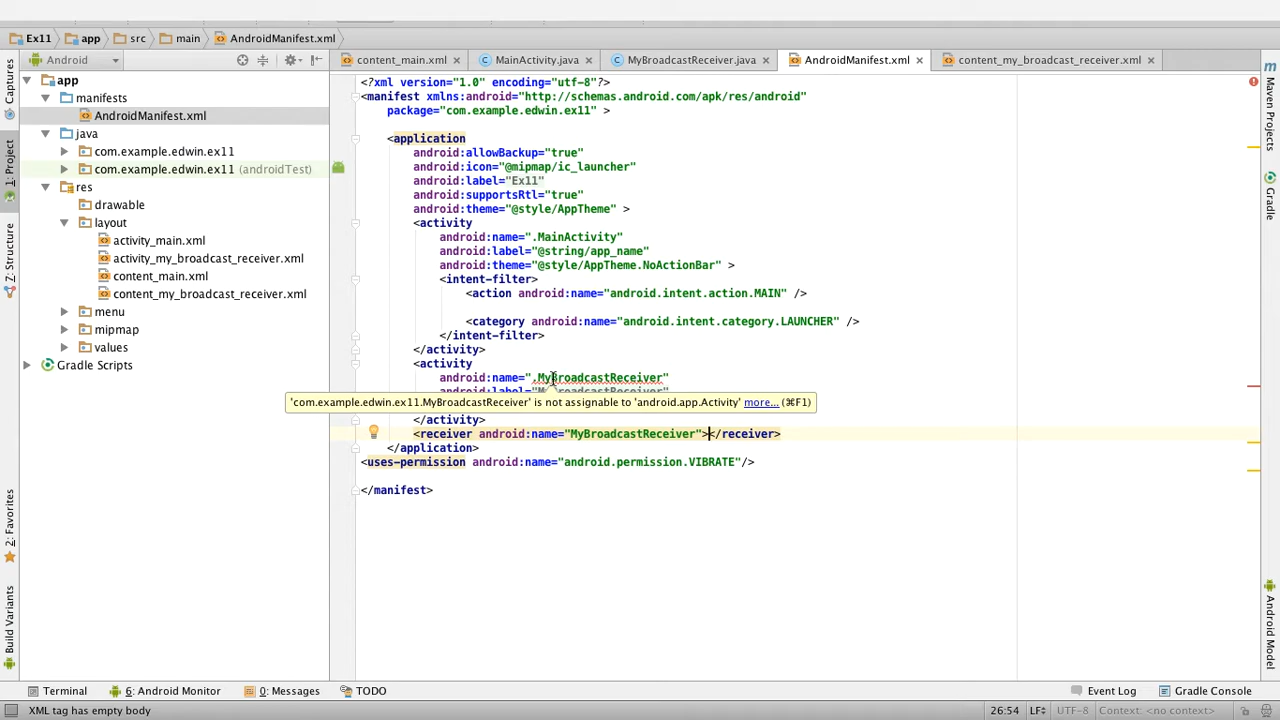 Ex11 app src main AndroidManifest.xml
Android content_main.xml MainActivity.java MyBroadcastReceiver.java AndroidManifest.xml content_my_broadcast_receiver.xml
Captures
1: Project
7: Structure
2: Favorites
Build Variants
app
manifests
AndroidManifest.xml
java
com.example.edwin.ex11
com.example.edwin.ex11 (androidTest)
res
drawable
layout
activity_main.xml
activity_my_broadcast_receiver.xml
content_main.xml
content_my_broadcast_receiver.xml
menu
mipmap
values
Gradle Scripts
<?xml version="1.0" encoding="utf-8"?>
<manifest xmlns:android="http://schemas.android.com/apk/res/android"
package="com.example.edwin.ex11" >
<application
android:allowBackup="true"
android:icon="@mipmap/ic_launcher"
android:label="Ex11"
android:supportsRtl="true"
android:theme="@style/AppTheme" >
<activity
android:name=".MainActivity"
android:label="@string/app_name"
android:theme="@style/AppTheme.NoActionBar" >
<intent-filter>
<action android:name="android.intent.action.MAIN" />
<category android:name="android.intent.category.LAUNCHER" />
</intent-filter>
</activity>
<activity
android:name=".MyBroadcastReceiver"
'com.example.edwin.ex11.MyBroadcastReceiver' is not assignable to 'android.app.Activity' more... (⌘F1)
</activity>
<receiver android:name="MyBroadcastReceiver"></receiver>
</application>
<uses-permission android:name="android.permission.VIBRATE"/>
</manifest>
Maven Projects
Gradle
Android Model
Terminal 6: Android Monitor 0: Messages TODO Event Log Gradle Console
XML tag has empty body 26:54 LF UTF-8 Context: <no context>